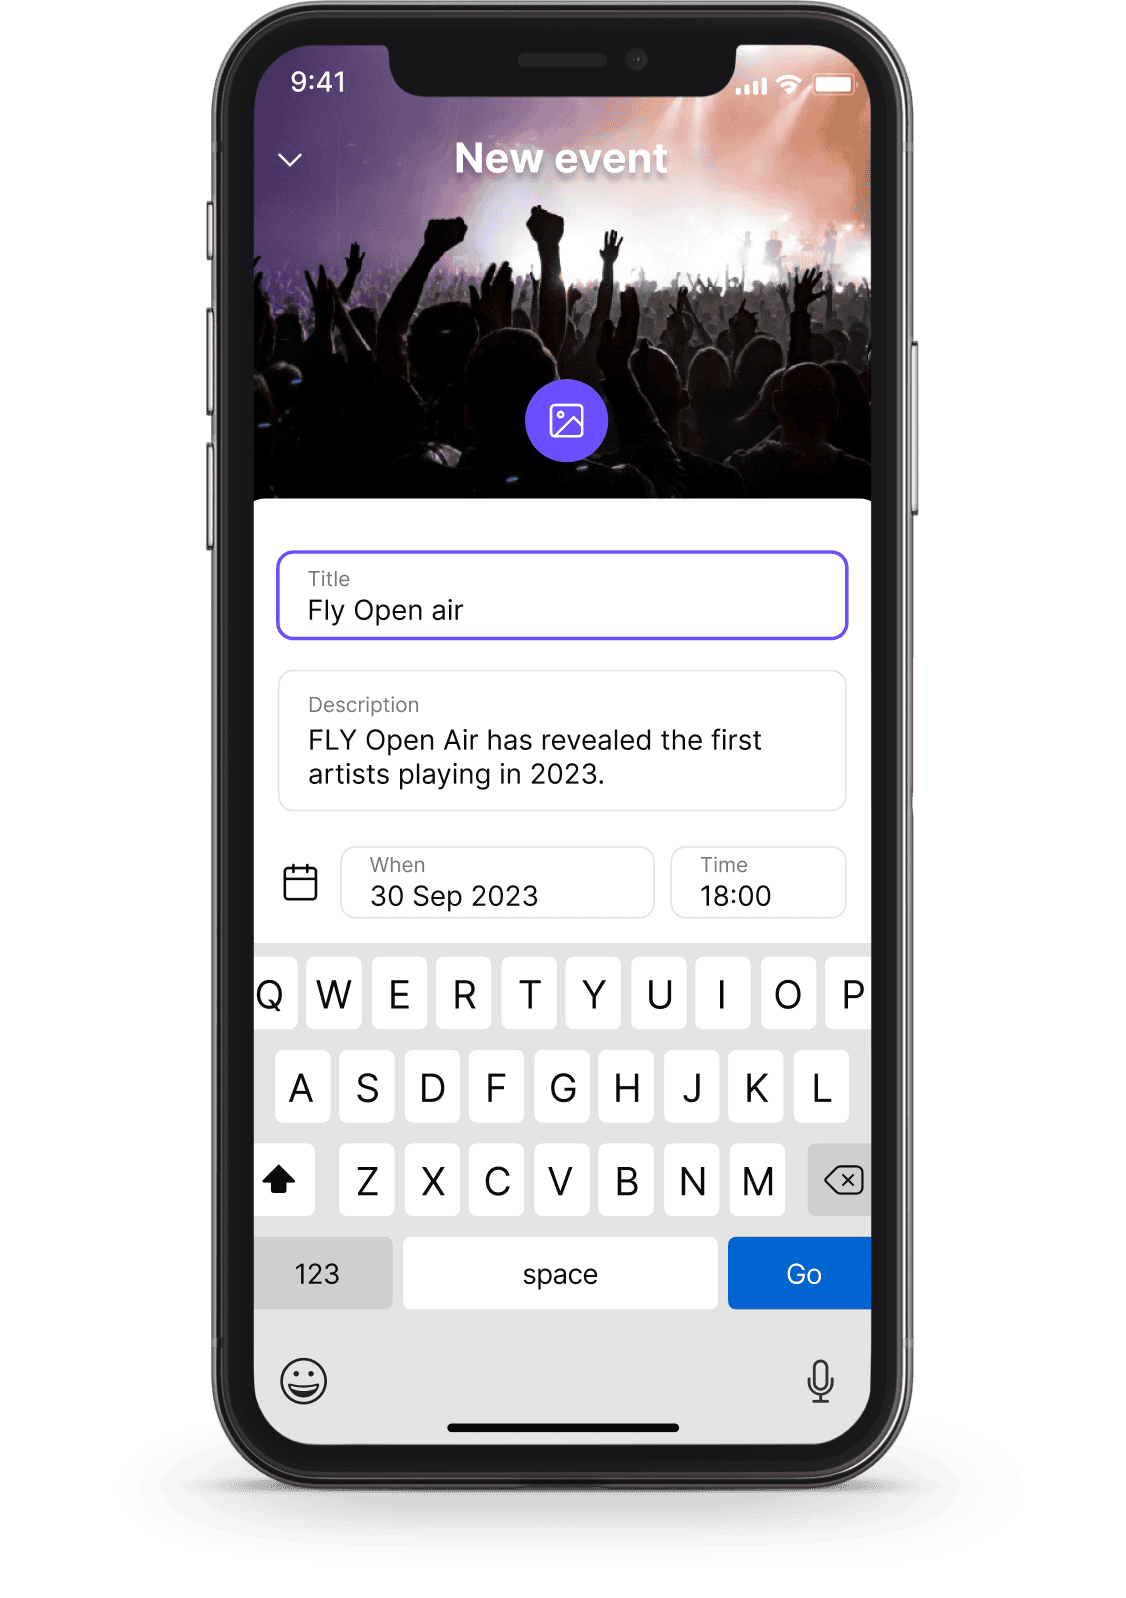 9:41
New event
Title
Fly Open air
Description
FLY Open Air has revealed the first
artists playing in 2023.
When
30 Sep 2023
Time
18:00
Q W E R T Y U I O P
A S D F G H J K L
Z X C V B N M
123 space Go